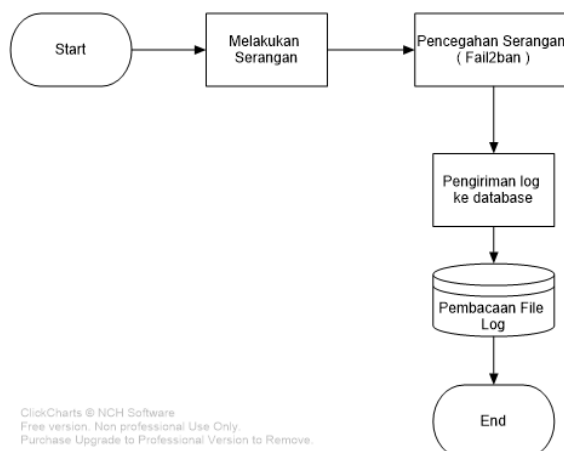 Start
Melakukan
Serangan
Pencegahan Serangan
( Fail2ban )
Pengiriman log
ke database
Pembacaan File
Log
End
ClickCharts © NCH Software
Free version. Non professional Use Only.
Purchase Upgrade to Professional Version to Remove.